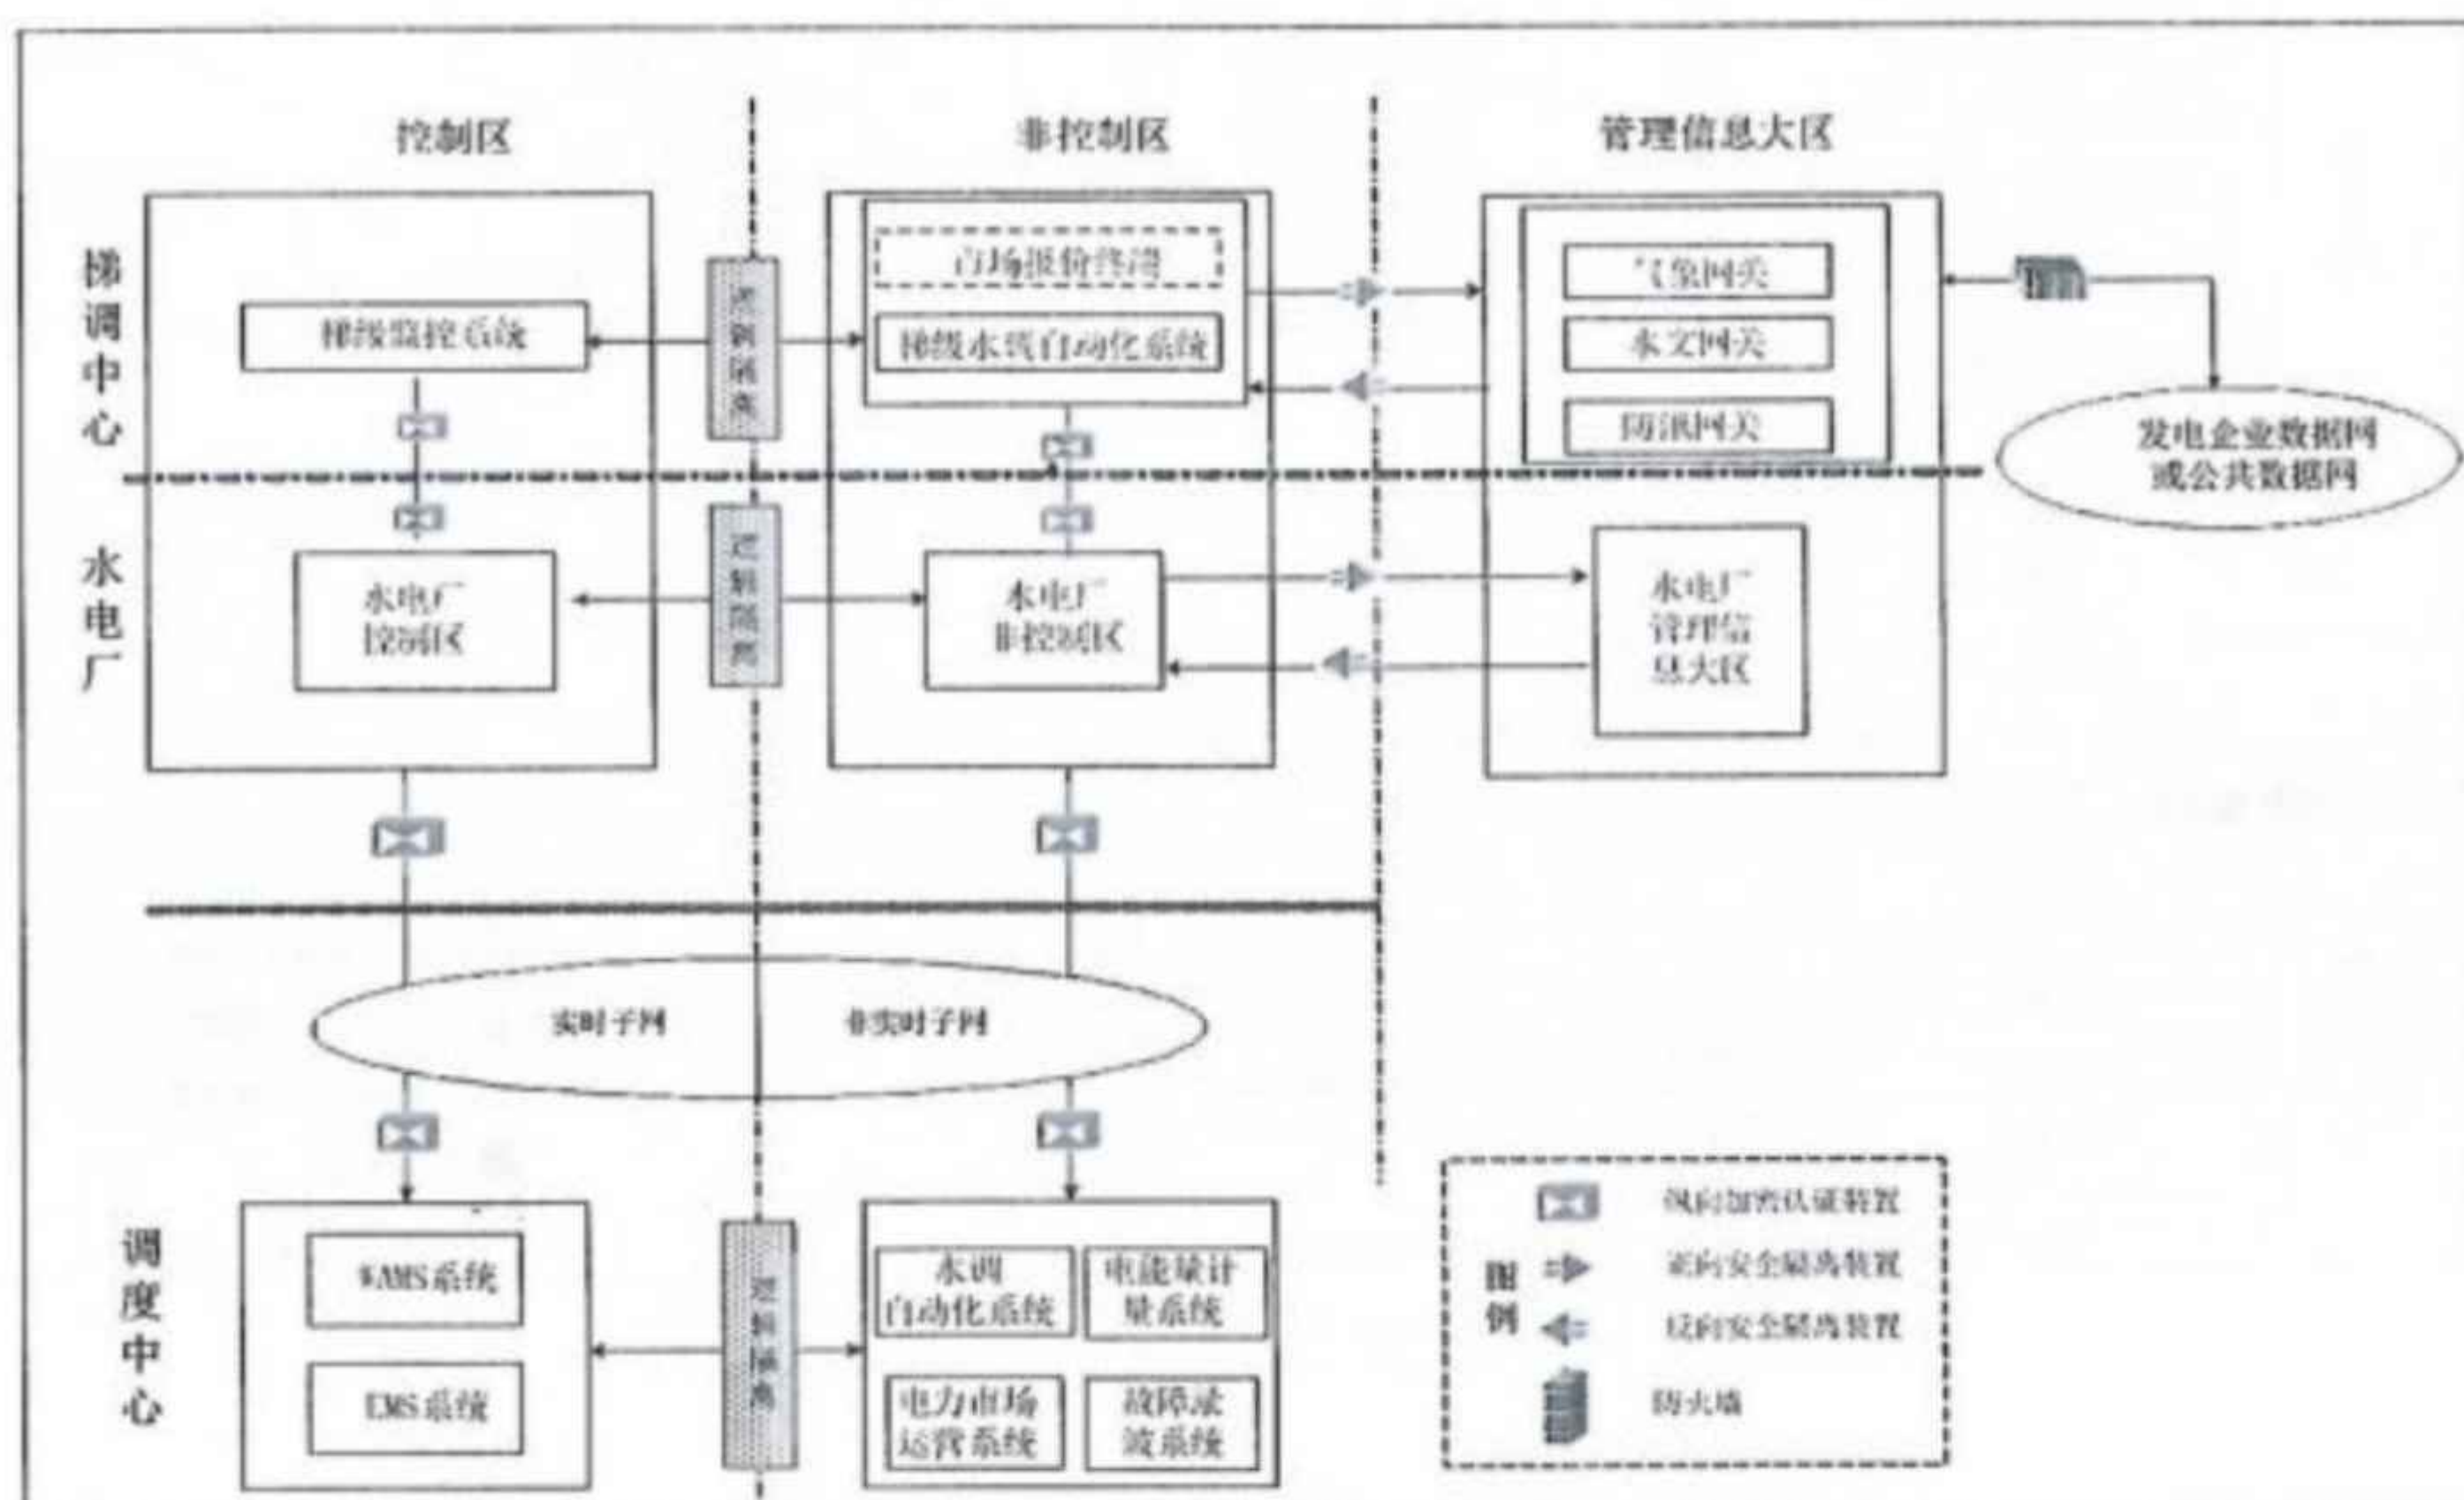 控制区
非控制区
管理信息大区
梯调中心
市场报价终端
梯级监控系统
逻辑隔离
梯级水调自动化系统
气象网关
水文网关
防汛网关
发电企业数据网
或公共数据网
水电厂
水电厂
控制区
逻辑隔离
水电厂
非控制区
水电厂
管理信
息大区
实时子网
非实时子网
调度中心
WAMS系统
EMS系统
逻辑隔离
水调
自动化系统
电能量计
量系统
电力市场
运营系统
故障录
波系统
图例
纵向加密认证装置
正向安全隔离装置
反向安全隔离装置
防火墙